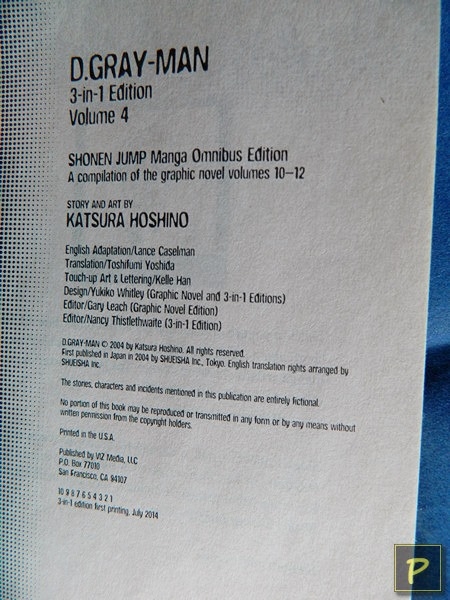 D.GRAY-MAN
3-in-1 Edition
Volume 4
SHONEN JUMP Manga Omnibus Edition
A compilation of the graphic novel volumes 10–12
STORY AND ART BY
KATSURA HOSHINO
English Adaptation/Lance Caselman
Translation/Toshifumi Yoshida
Touch-up Art & Lettering/Kelle Han
Design/Yukiko Whitley (Graphic Novel and 3-in-1 Editions)
Editor/Gary Leach (Graphic Novel Edition)
Editor/Nancy Thistlethwaite (3-in-1 Edition)
D.GRAY-MAN © 2004 by Katsura Hoshino. All rights reserved.
First published in Japan in 2004 by SHUEISHA Inc., Tokyo. English translation rights arranged by
SHUEISHA Inc.
The stories, characters and incidents mentioned in this publication are entirely fictional.
No portion of this book may be reproduced or transmitted in any form or by any means without
written permission from the copyright holders.
Printed in the U.S.A.
Published by VIZ Media, LLC
P.O. Box 77010
San Francisco, CA 94107
10 9 8 7 6 5 4 3 2 1
3-in-1 edition first printing, July 2014
P